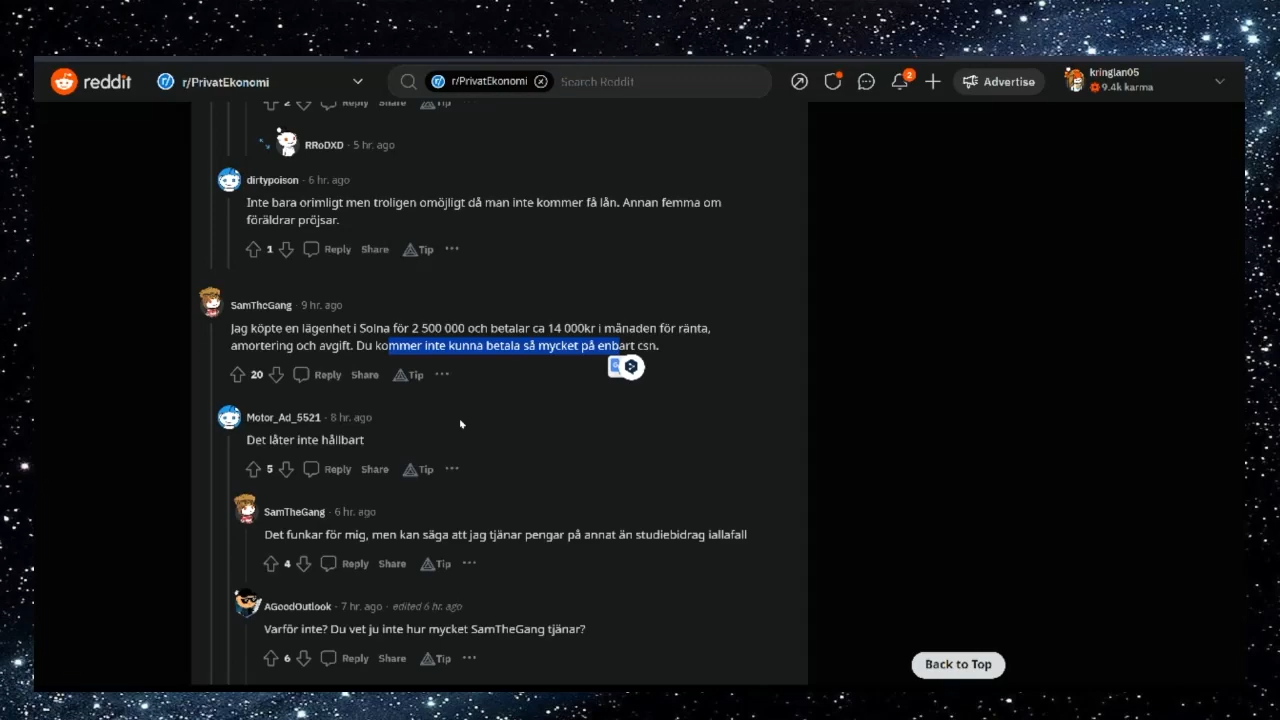 reddit r/PrivatEkonomi r/PrivatEkonomi Search Reddit 2 Advertise kringlan05
9.4k karma
2 Reply Share Tip
RRoDXD · 5 hr. ago
dirtypoison · 6 hr. ago
Inte bara orimligt men troligen omöjligt då man inte kommer få lån. Annan femma om
föräldrar pröjsar.
1 Reply Share Tip ···
SamTheGang · 9 hr. ago
Jag köpte en lägenhet i Solna för 2 500 000 och betalar ca 14 000kr i månaden för ränta,
amortering och avgift. Du kommer inte kunna betala så mycket på enbart csn.
20 Reply Share Tip ···
Motor_Ad_5521 · 8 hr. ago
Det låter inte hållbart
5 Reply Share Tip ···
SamTheGang · 6 hr. ago
Det funkar för mig, men kan säga att jag tjänar pengar på annat än studiebidrag iallafall
4 Reply Share Tip ···
AGoodOutlook · 7 hr. ago · edited 6 hr. ago
Varför inte? Du vet ju inte hur mycket SamTheGang tjänar?
6 Reply Share Tip ···
Back to Top